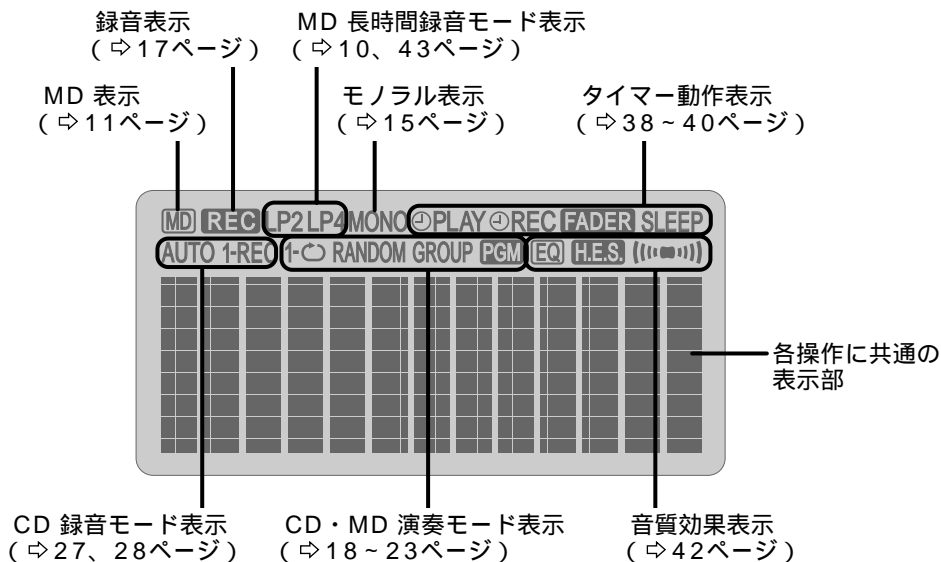 録音表示
( ⇨17ページ )
MD 長時間録音モード表示
( ⇨10、43ページ )
MD 表示
( ⇨11ページ )
モノラル表示
( ⇨15ページ )
タイマー動作表示
( ⇨38~40ページ )
MD REC LP2 LP4 MONO PLAY REC FADER SLEEP
AUTO 1-REC 1- RANDOM GROUP PGM EQ H.E.S.
各操作に共通の
表示部
CD 録音モード表示
( ⇨27、28ページ )
CD・MD 演奏モード表示
( ⇨18~23ページ )
音質効果表示
( ⇨42ページ )